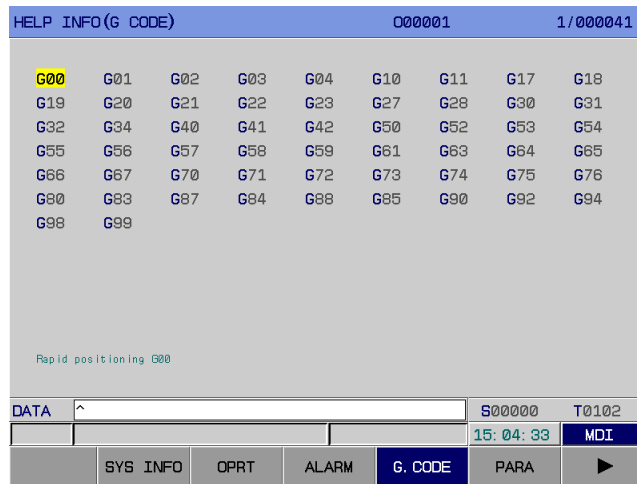 HELP INFO(G CODE) O00001 1/000041
G00 G01 G02 G03 G04 G10 G11 G17 G18
G19 G20 G21 G22 G23 G27 G28 G30 G31
G32 G34 G40 G41 G42 G50 G52 G53 G54
G55 G56 G57 G58 G59 G61 G63 G64 G65
G66 G67 G70 G71 G72 G73 G74 G75 G76
G80 G83 G87 G84 G88 G85 G90 G92 G94
G98 G99
Rapid positioning G00
DATA ^ S00000 T0102
15:04:33 MDI
SYS INFO OPRT ALARM G.CODE PARA ▶